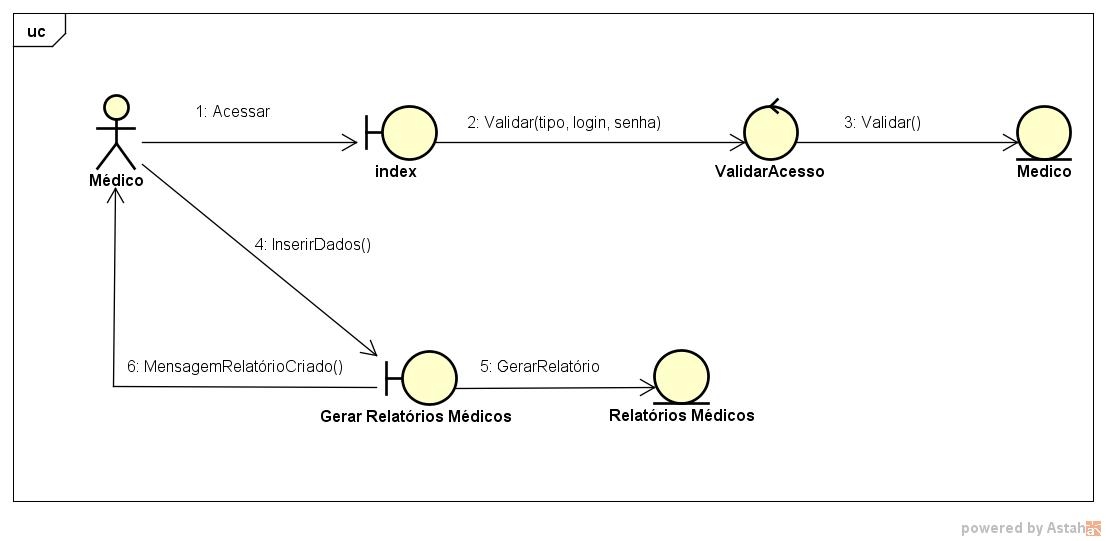 uc
1: Acessar
2: Validar(tipo, login, senha)
3: Validar()
Médico
index
ValidarAcesso
Medico
4: InserirDados()
6: MensagemRelatórioCriado()
5: GerarRelatório
Gerar Relatórios Médicos
Relatórios Médicos
powered by Astah